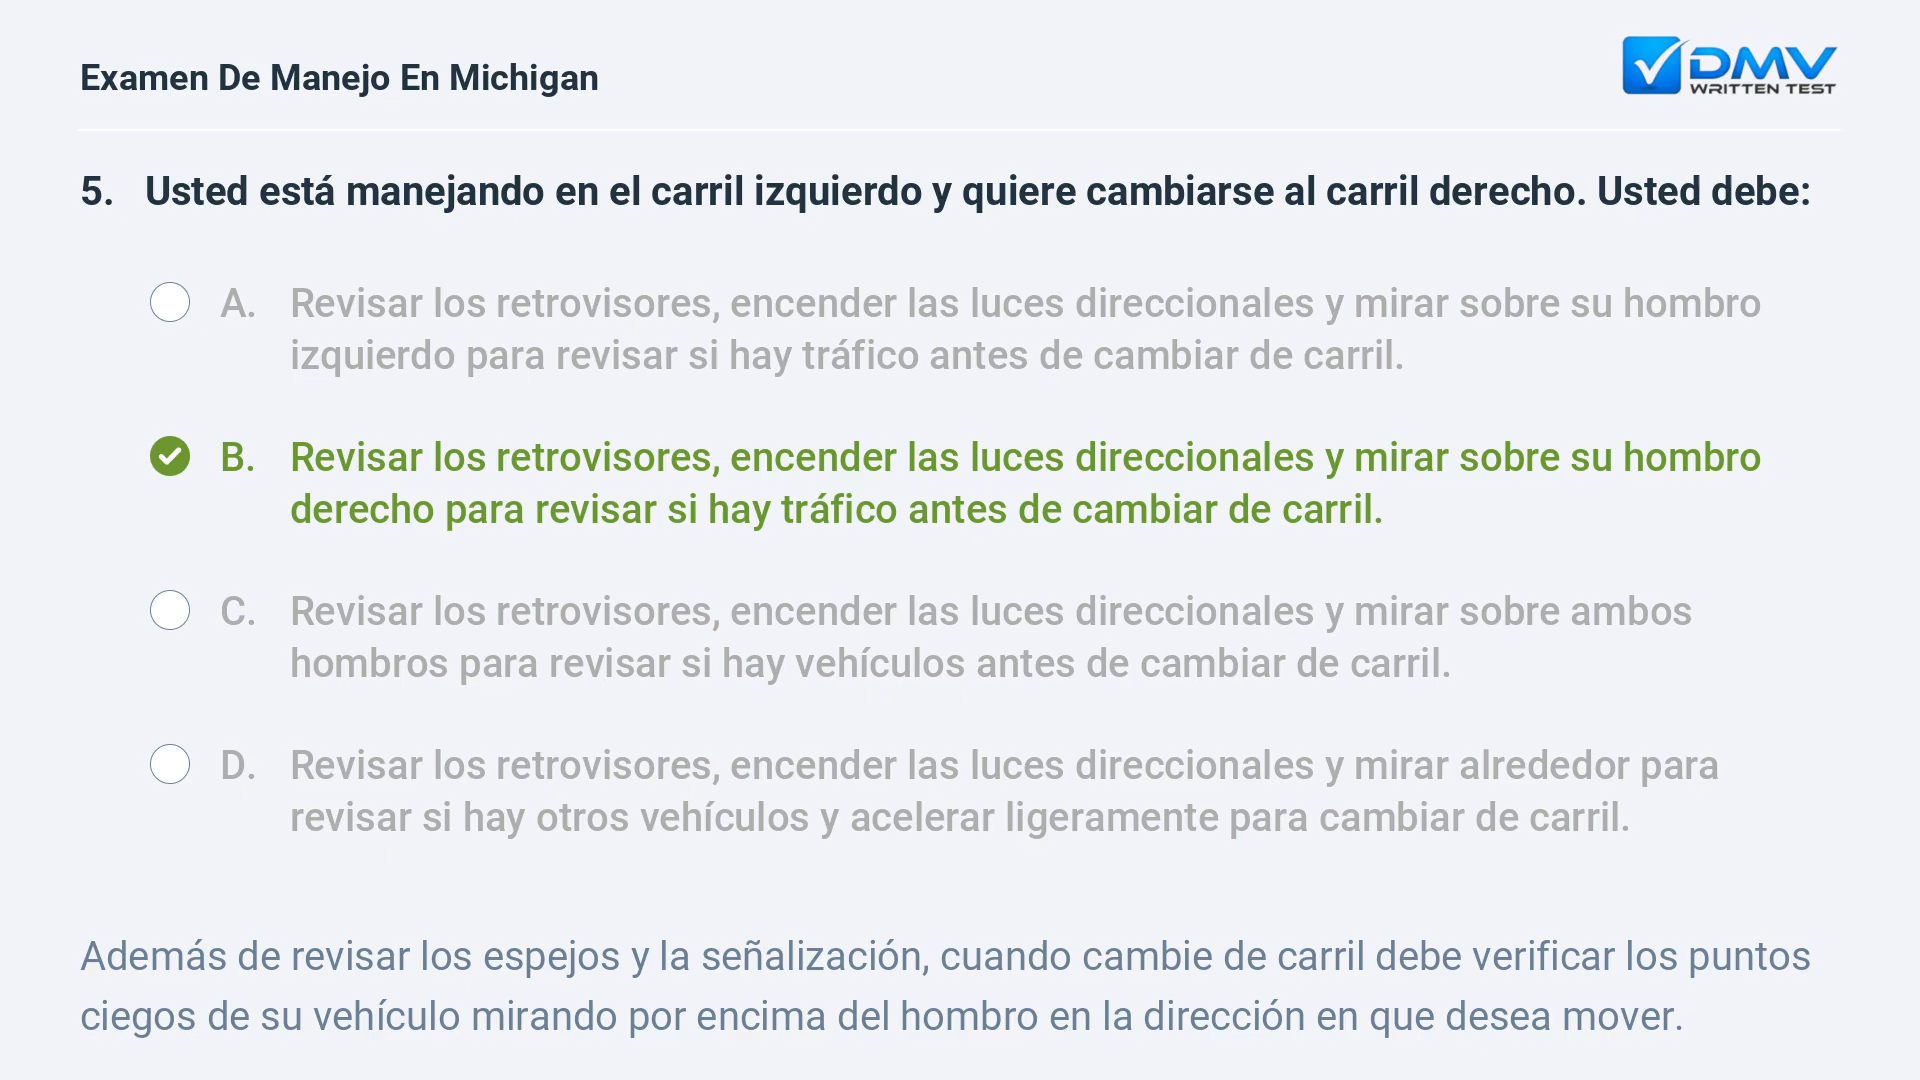 Examen De Manejo En Michigan
DMV
WRITTEN TEST
5. Usted está manejando en el carril izquierdo y quiere cambiarse al carril derecho. Usted debe:
A. Revisar los retrovisores, encender las luces direccionales y mirar sobre su hombro
izquierdo para revisar si hay tráfico antes de cambiar de carril.
B. Revisar los retrovisores, encender las luces direccionales y mirar sobre su hombro
derecho para revisar si hay tráfico antes de cambiar de carril.
C. Revisar los retrovisores, encender las luces direccionales y mirar sobre ambos
hombros para revisar si hay vehículos antes de cambiar de carril.
D. Revisar los retrovisores, encender las luces direccionales y mirar alrededor para
revisar si hay otros vehículos y acelerar ligeramente para cambiar de carril.
Además de revisar los espejos y la señalización, cuando cambie de carril debe verificar los puntos
ciegos de su vehículo mirando por encima del hombro en la dirección en que desea mover.